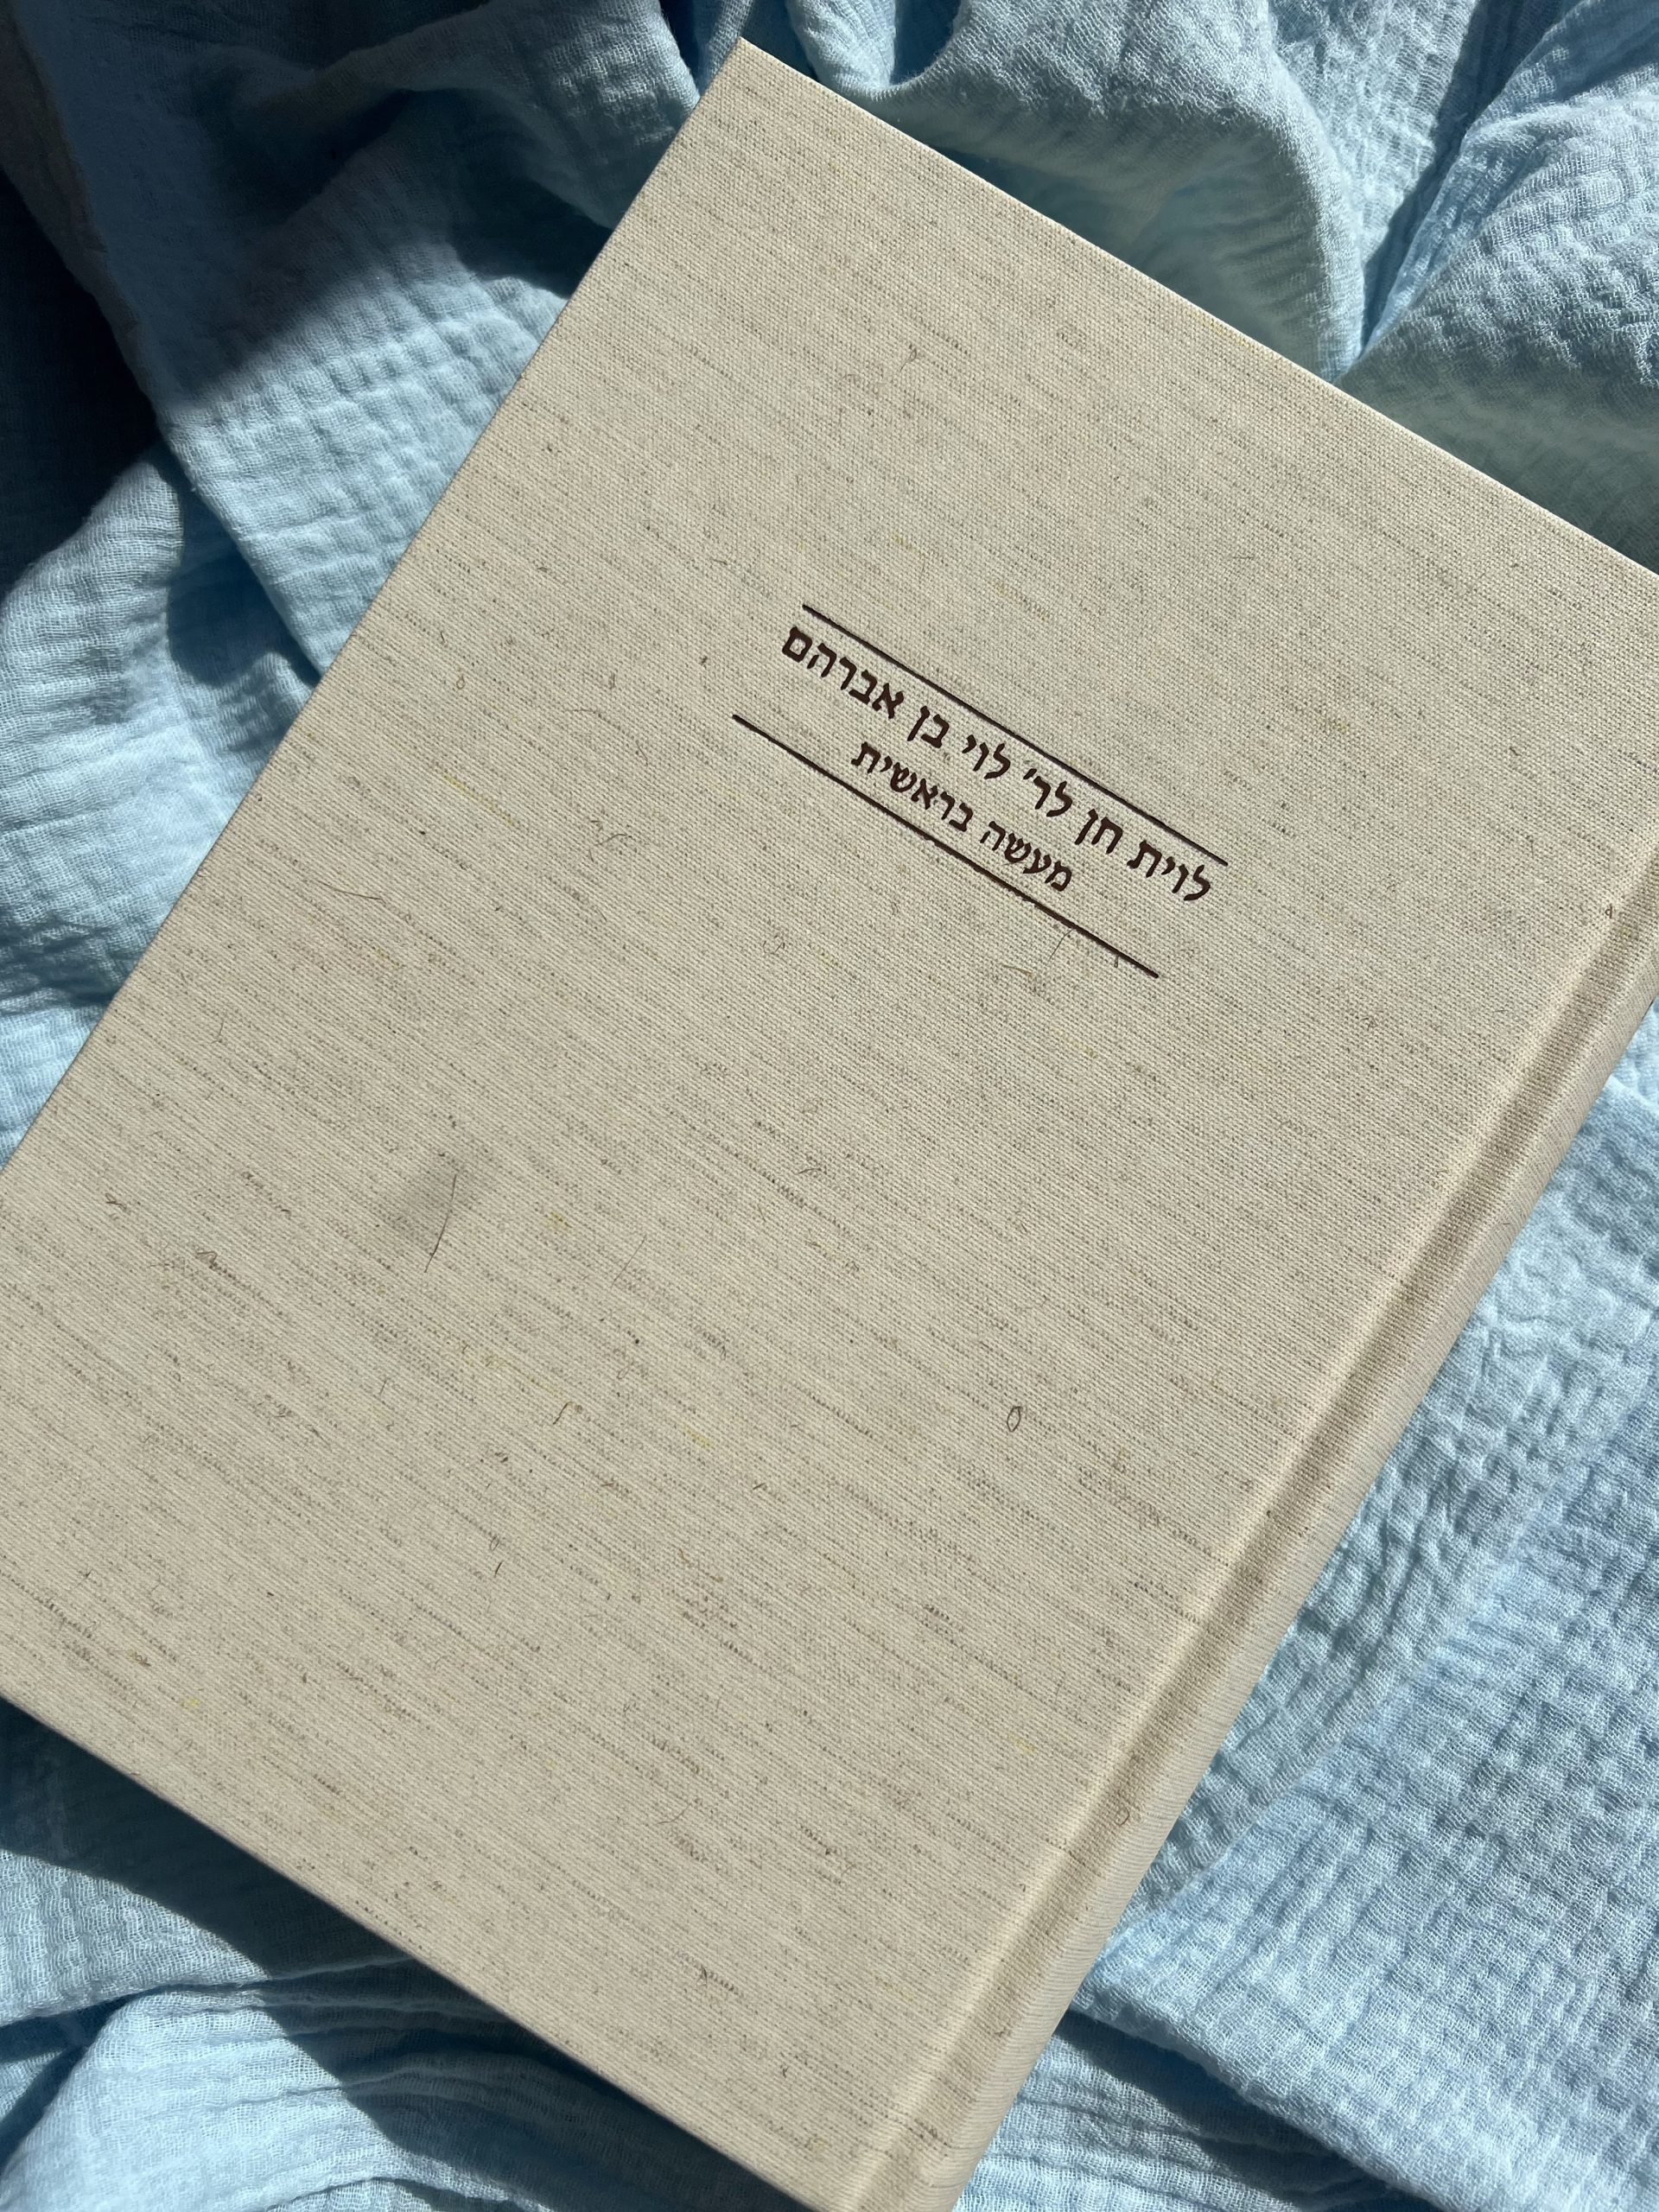 לוית חן לר' לוי בן אברהם
מעשה בראשית